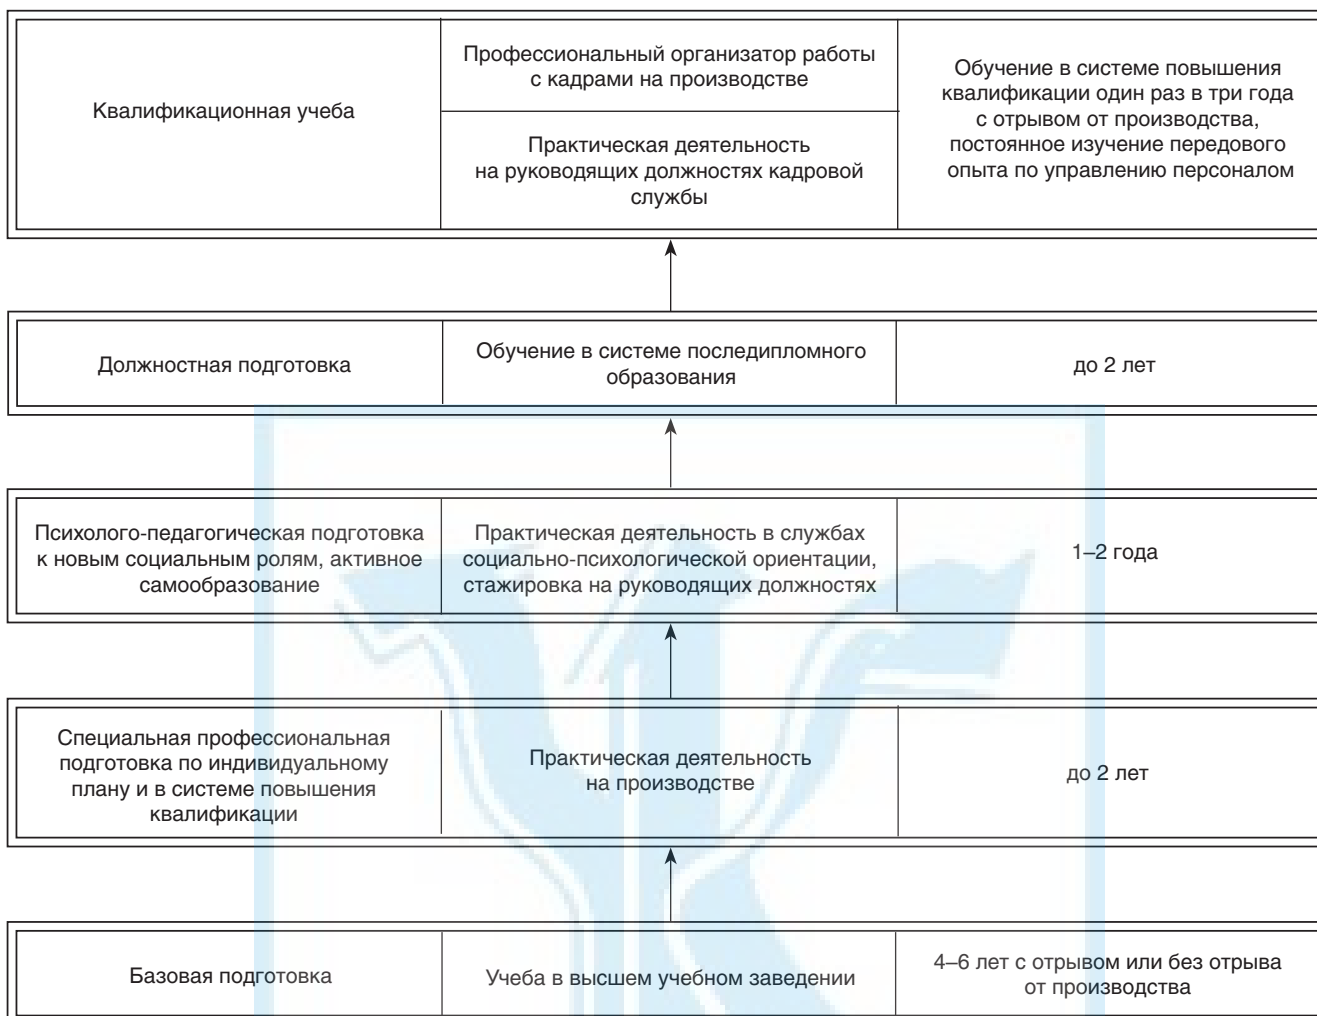 Квалификационная учеба
Профессиональный организатор работы
с кадрами на производстве
Практическая деятельность
на руководящих должностях кадровой
службы
Обучение в системе повышения
квалификации один раз в три года
с отрывом от производства,
постоянное изучение передового
опыта по управлению персоналом
Должностная подготовка
Обучение в системе последипломного
образования
до 2 лет
Психолого-педагогическая подготовка
к новым социальным ролям, активное
самообразование
Практическая деятельность в службах
социально-психологической ориентации,
стажировка на руководящих должностях
1–2 года
Специальная профессиональная
подготовка по индивидуальному
плану и в системе повышения
квалификации
Практическая деятельность
на производстве
до 2 лет
Базовая подготовка
Учеба в высшем учебном заведении
4–6 лет с отрывом или без отрыва
от производства